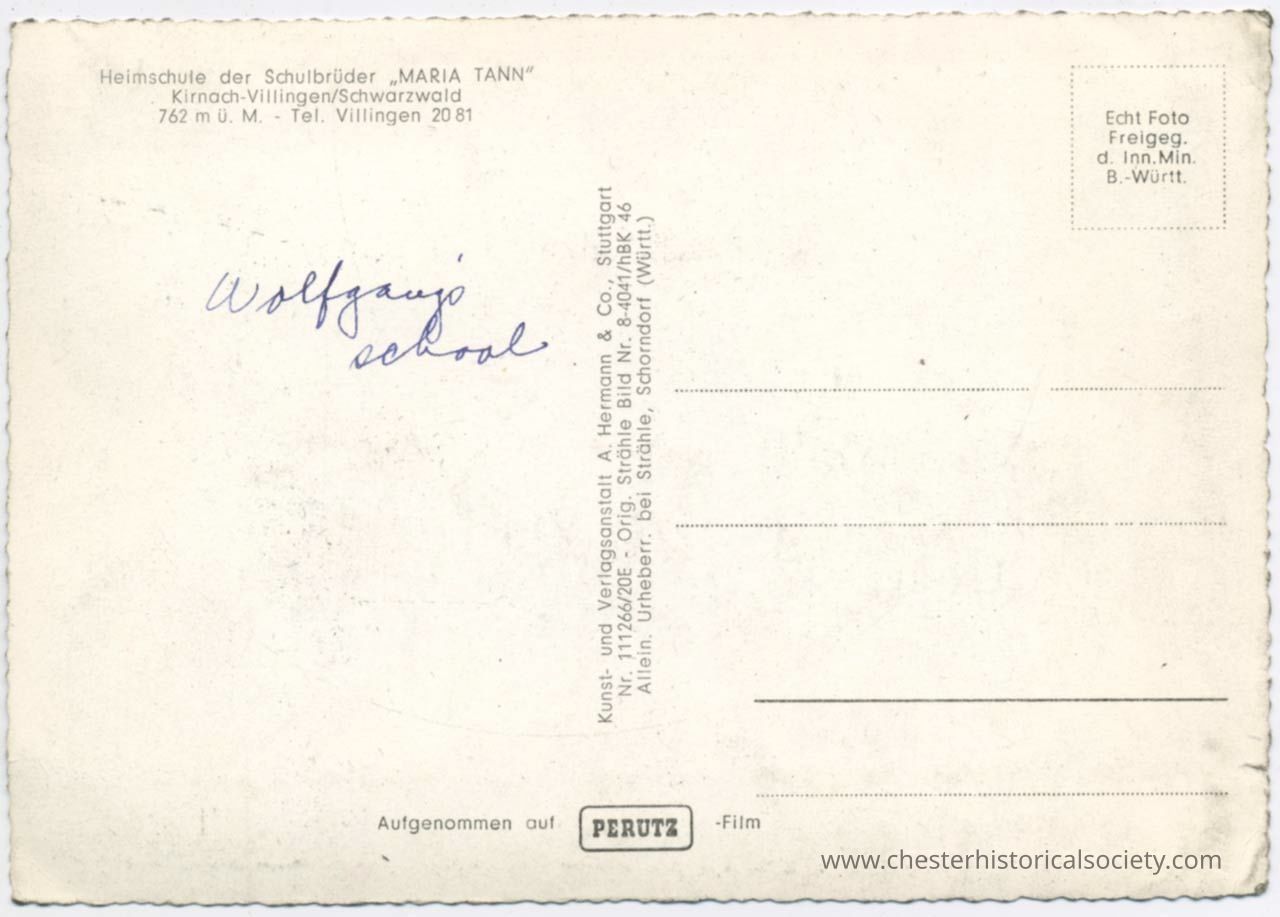 Heimschule der Schulbrüder „MARIA TANN“
Kirnach-Villingen/Schwarzwald
762 m ü. M. - Tel. Villingen 2081
Echt Foto
Freigeg.
d. Inn.Min.
B.-Württ.
Wolfgang's
school
Kunst- und Verlagsanstalt A. Hermann & Co., Stuttgart
Nr. 111266/20E - Orig. Strähle Bild Nr. 8-4041/hBK 46
Allein. Urheberr. bei Strähle, Schorndorf (Württ.)
Aufgenommen auf PERUTZ -Film
www.chesterhistoricalsociety.com